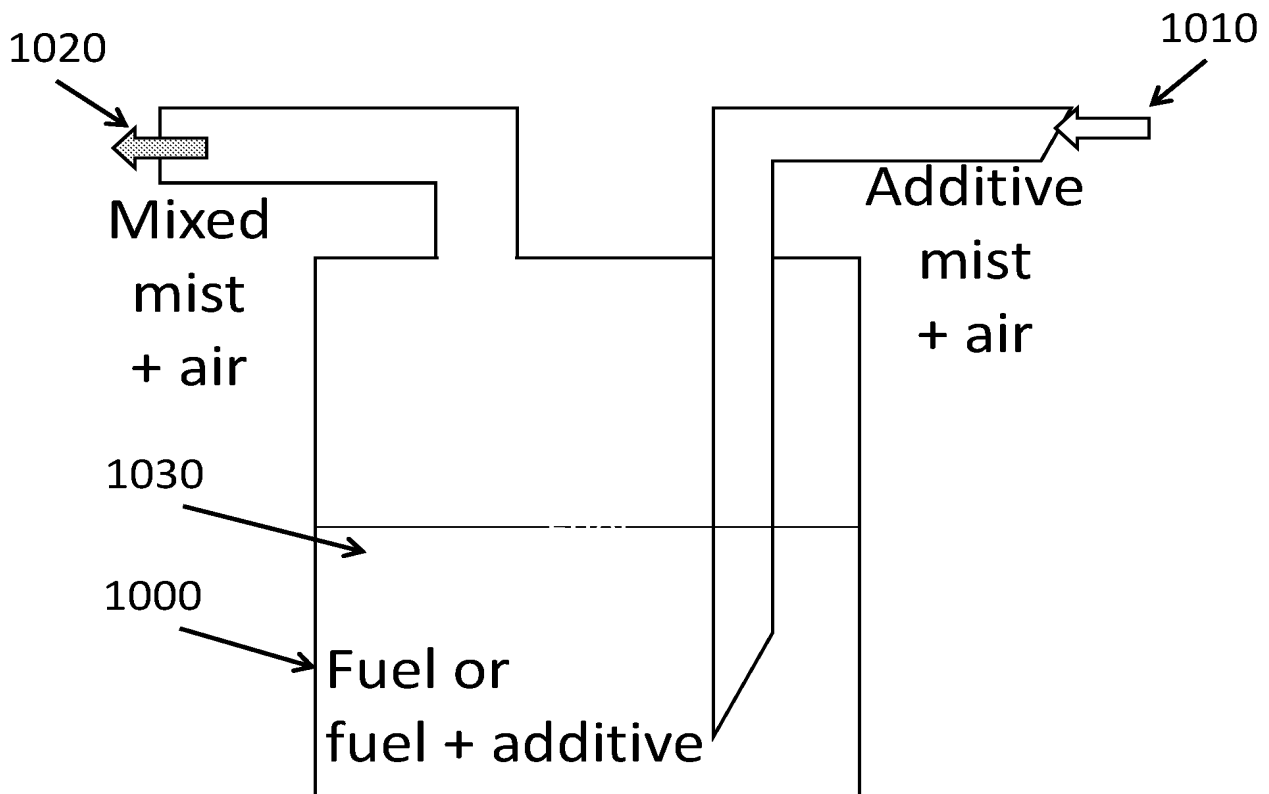 1020
1010
Mixed
mist
+ air
Additive
mist
+ air
1030
1000
Fuel or
fuel + additive